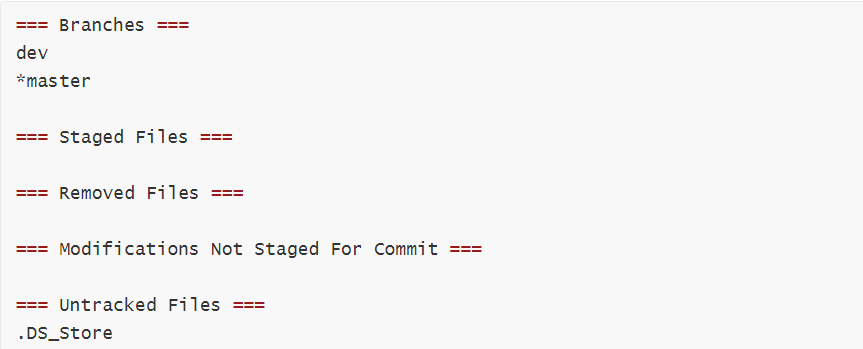 === Branches ===
dev
*master
=== Staged Files ===
=== Removed Files ===
=== Modifications Not Staged For Commit ===
=== Untracked Files ===
.DS_Store